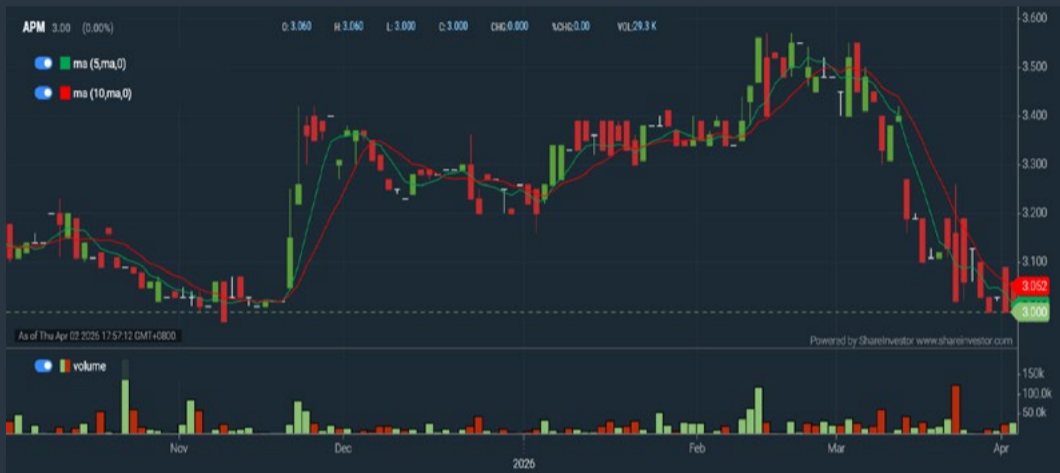 APM 3.00 (0.00%) O:3.060 H:3.060 L:3.000 C:3.000 CHG:0.000 %CHG:0.00 VOL:29.3 K
ma (5,ma,0)
ma (10,ma,0)
3.600
3.500
3.400
3.300
3.200
3.100
3.052
3.000
As of Thu Apr 02 2026 17:57:12 GMT+0800
Powered by ShareInvestor www.shareinvestor.com
volume
150k
100.0k
50.0k
Nov Dec Feb Mar Apr
2026